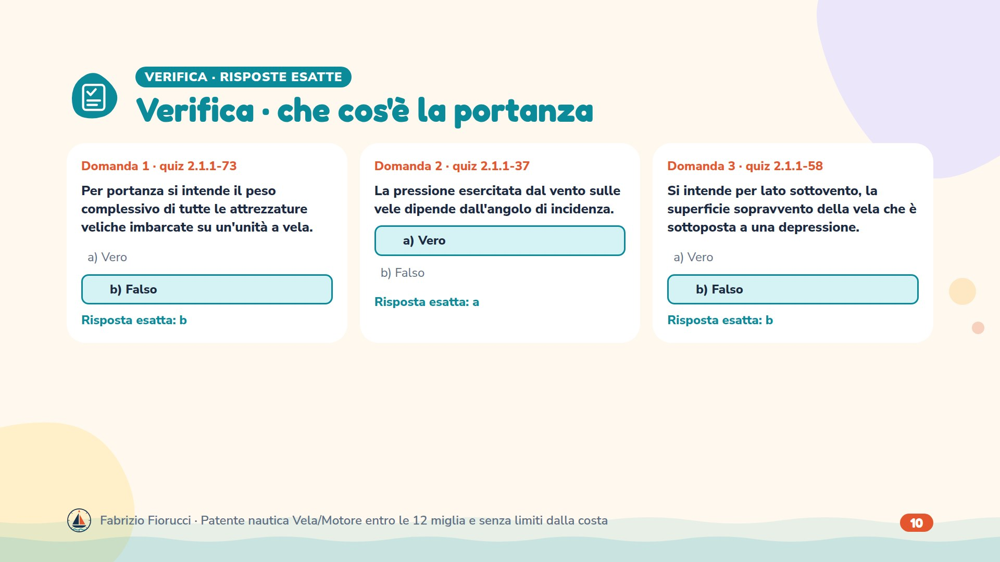 VERIFICA · RISPOSTE ESATTE
Verifica · che cos'è la portanza
Domanda 1 · quiz 2.1.1-73
Per portanza si intende il peso
complessivo di tutte le attrezzature
veliche imbarcate su un'unità a vela.
a) Vero
b) Falso
Risposta esatta: b
Domanda 2 · quiz 2.1.1-37
La pressione esercitata dal vento sulle
vele dipende dall'angolo di incidenza.
a) Vero
b) Falso
Risposta esatta: a
Domanda 3 · quiz 2.1.1-58
Si intende per lato sottovento, la
superficie sopravvento della vela che è
sottoposta a una depressione.
a) Vero
b) Falso
Risposta esatta: b
Fabrizio Fiorucci · Patente nautica Vela/Motore entro le 12 miglia e senza limiti dalla costa
10